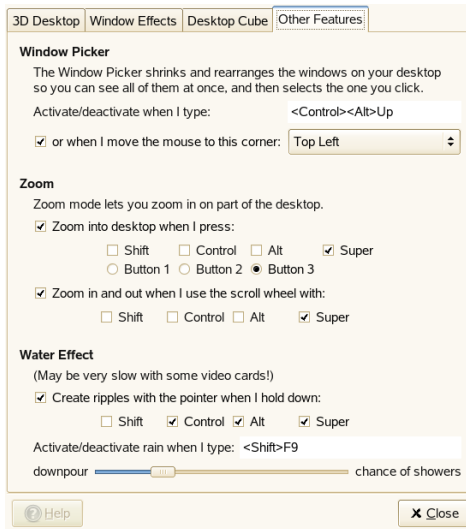 3D Desktop Window Effects Desktop Cube Other Features
Window Picker
The Window Picker shrinks and rearranges the windows on your desktop
so you can see all of them at once, and then selects the one you click.
Activate/deactivate when I type: <Control><Alt>Up
or when I move the mouse to this corner: Top Left
Zoom
Zoom mode lets you zoom in on part of the desktop.
Zoom into desktop when I press:
Shift Control Alt Super
Button 1 Button 2 Button 3
Zoom in and out when I use the scroll wheel with:
Shift Control Alt Super
Water Effect
(May be very slow with some video cards!)
Create ripples with the pointer when I hold down:
Shift Control Alt Super
Activate/deactivate rain when I type: <Shift>F9
downpour chance of showers
Help Close